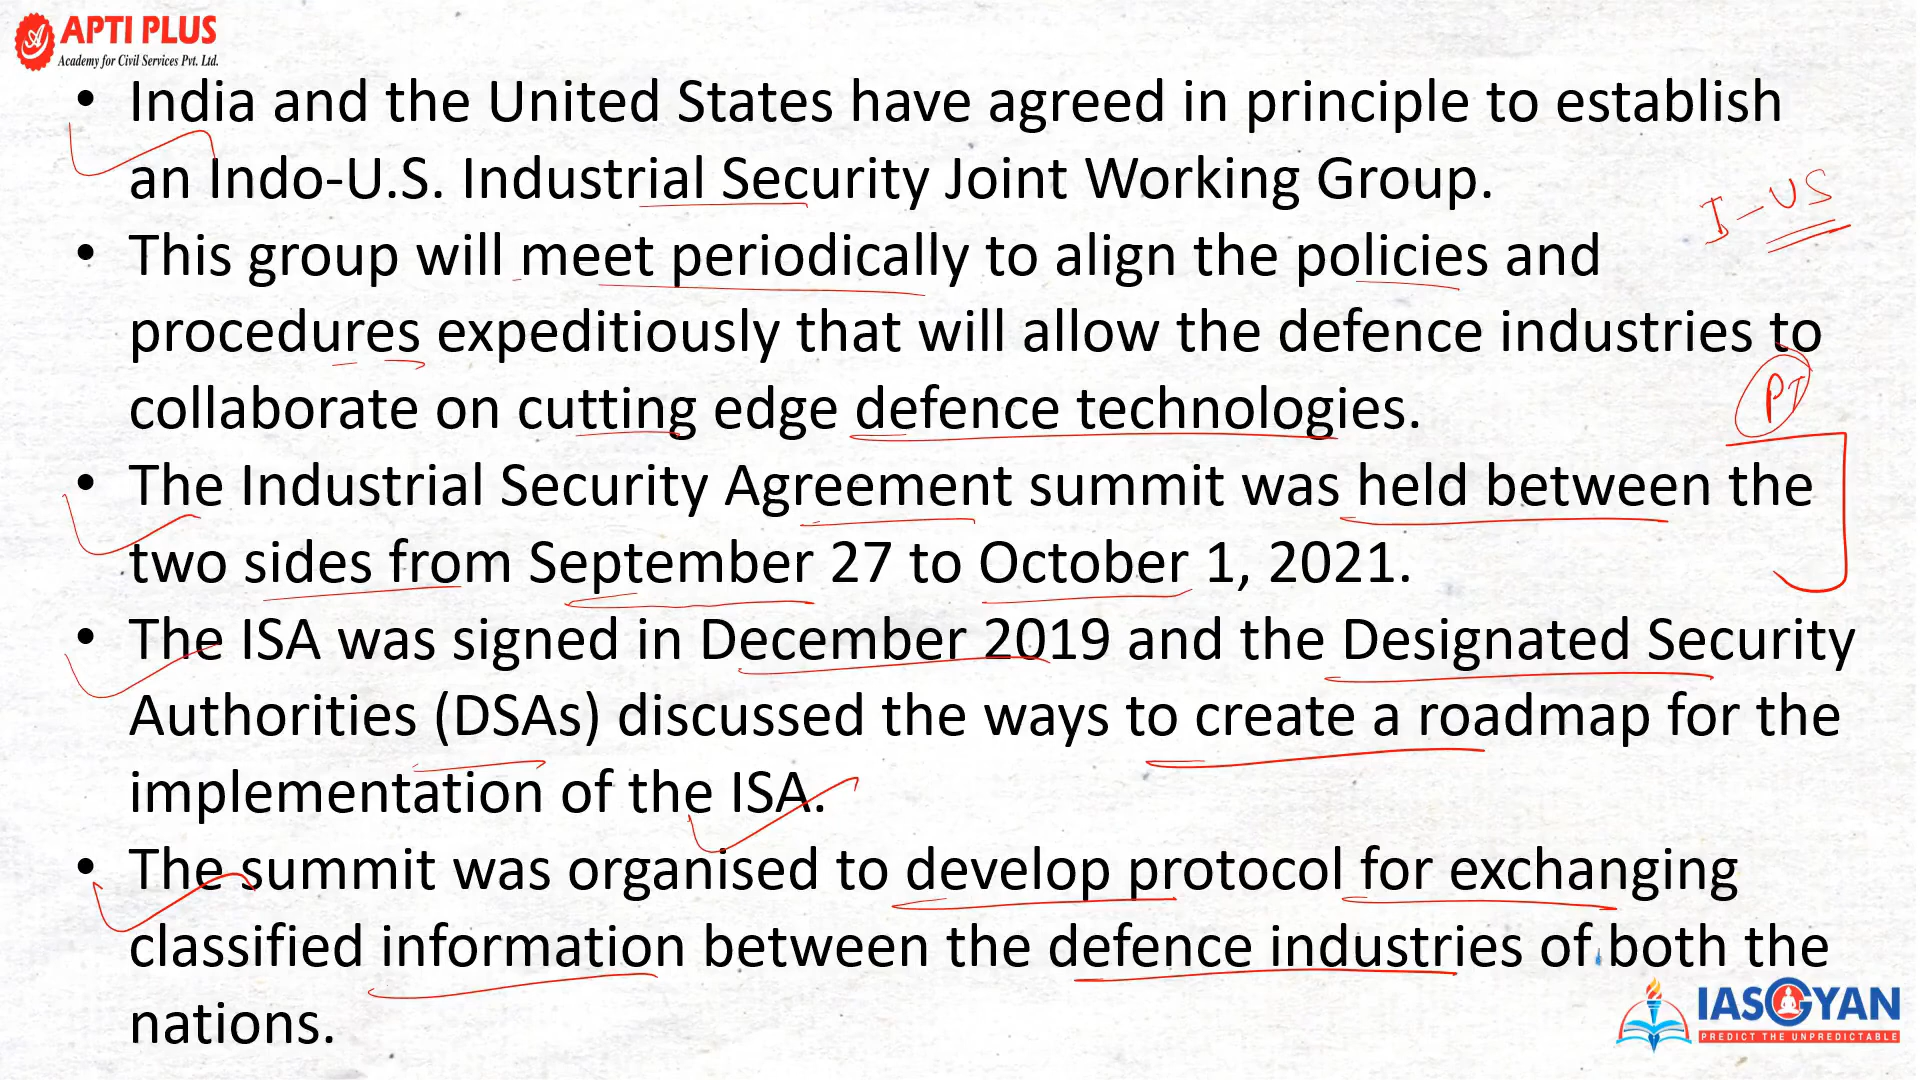 APTI PLUS
Academy for Civil Services Pvt. Ltd.
• India and the United States have agreed in principle to establish
an Indo-U.S. Industrial Security Joint Working Group.
I - US
• This group will meet periodically to align the policies and
procedures expeditiously that will allow the defence industries to
PI
collaborate on cutting edge defence technologies.
• The Industrial Security Agreement summit was held between the
two sides from September 27 to October 1, 2021.
• The ISA was signed in December 2019 and the Designated Security
Authorities (DSAs) discussed the ways to create a roadmap for the
implementation of the ISA.
• The summit was organised to develop protocol for exchanging
classified information between the defence industries of both the
nations.
IASGYAN
PREDICT THE UNPREDICTABLE